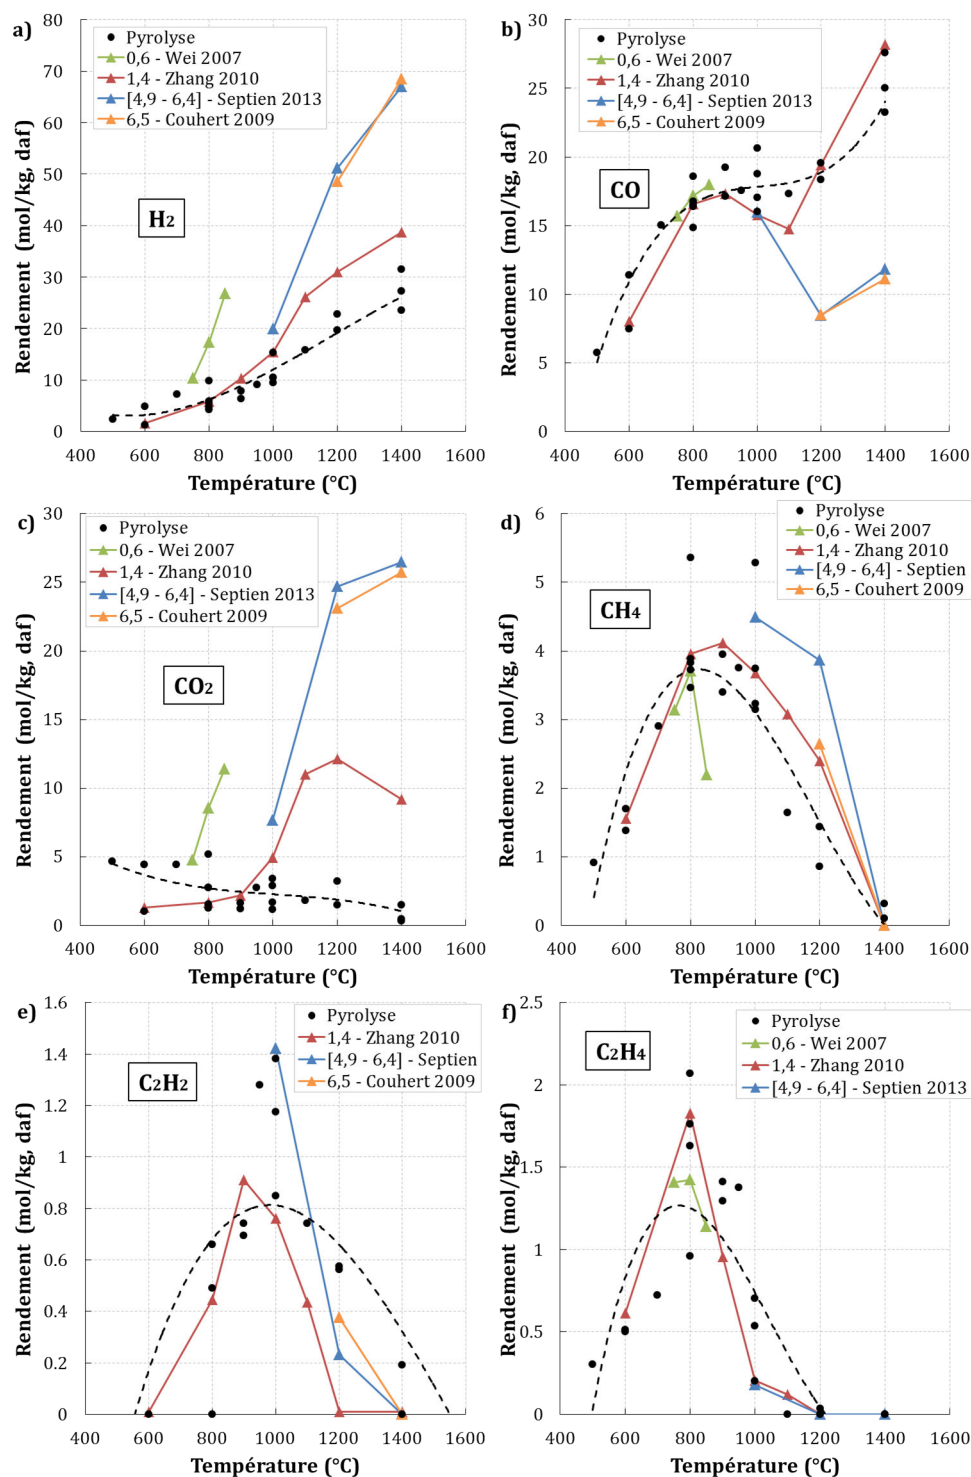 a)
Pyrolyse
0,6 - Wei 2007
1,4 - Zhang 2010
[4,9 - 6,4] - Septien 2013
6,5 - Couhert 2009
H2
Rendement (mol/kg, daf)
80
70
60
50
40
30
20
10
0
400 600 800 1000 1200 1400 1600
Température (°C)
b)
Pyrolyse
0,6 - Wei 2007
1,4 - Zhang 2010
[4,9 - 6,4] - Septien 2013
6,5 - Couhert 2009
CO
Rendement (mol/kg, daf)
30
25
20
15
10
5
0
400 600 800 1000 1200 1400 1600
Température (°C)
c)
Pyrolyse
0,6 - Wei 2007
1,4 - Zhang 2010
[4,9 - 6,4] - Septien 2013
6,5 - Couhert 2009
CO2
Rendement (mol/kg, daf)
30
25
20
15
10
5
0
400 600 800 1000 1200 1400 1600
Température (°C)
d)
Pyrolyse
0,6 - Wei 2007
1,4 - Zhang 2010
[4,9 - 6,4] - Septien
6,5 - Couhert 2009
CH4
Rendement (mol/kg, daf)
6
5
4
3
2
1
0
400 600 800 1000 1200 1400 1600
Température (°C)
e)
Pyrolyse
1,4 - Zhang 2010
[4,9 - 6,4] - Septien
6,5 - Couhert 2009
C2H2
Rendement (mol/kg, daf)
1.6
1.4
1.2
1
0.8
0.6
0.4
0.2
0
400 600 800 1000 1200 1400 1600
Température (°C)
f)
Pyrolyse
0,6 - Wei 2007
1,4 - Zhang 2010
[4,9 - 6,4] - Septien 2013
C2H4
Rendement (mol/kg, daf)
2.5
2
1.5
1
0.5
0
400 600 800 1000 1200 1400 1600
Température (°C)